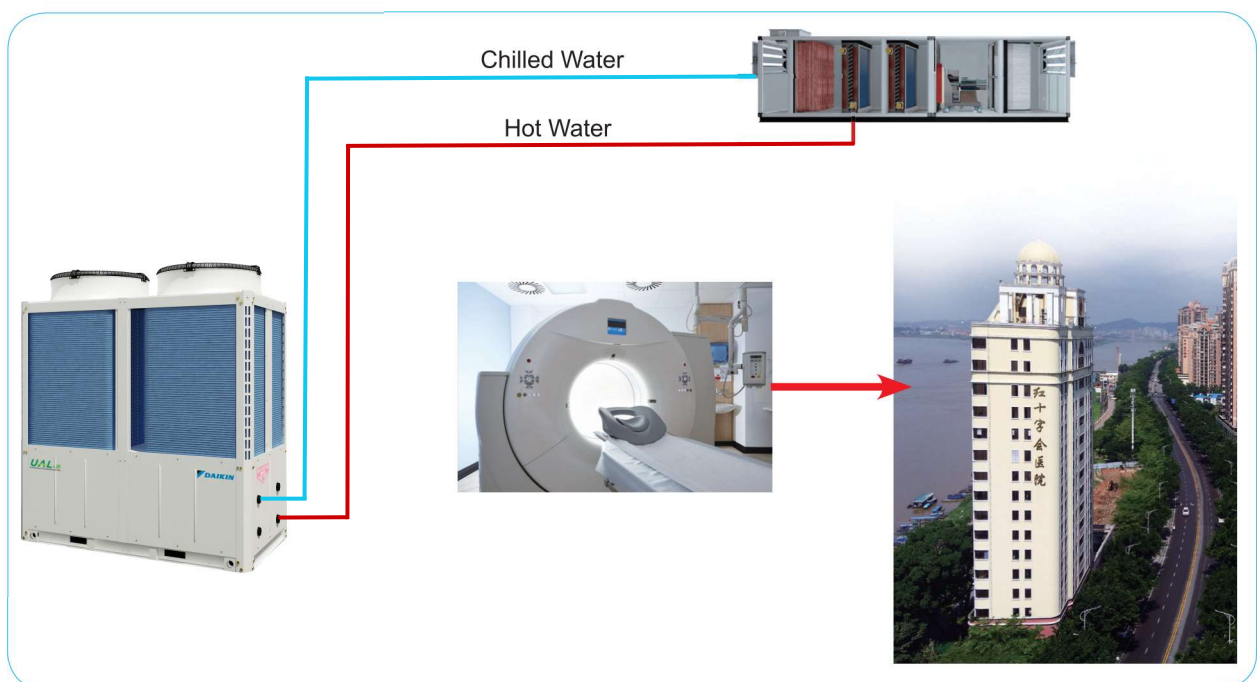 Chilled Water
Hot Water
UAL
DAIKIN
红十字会医院